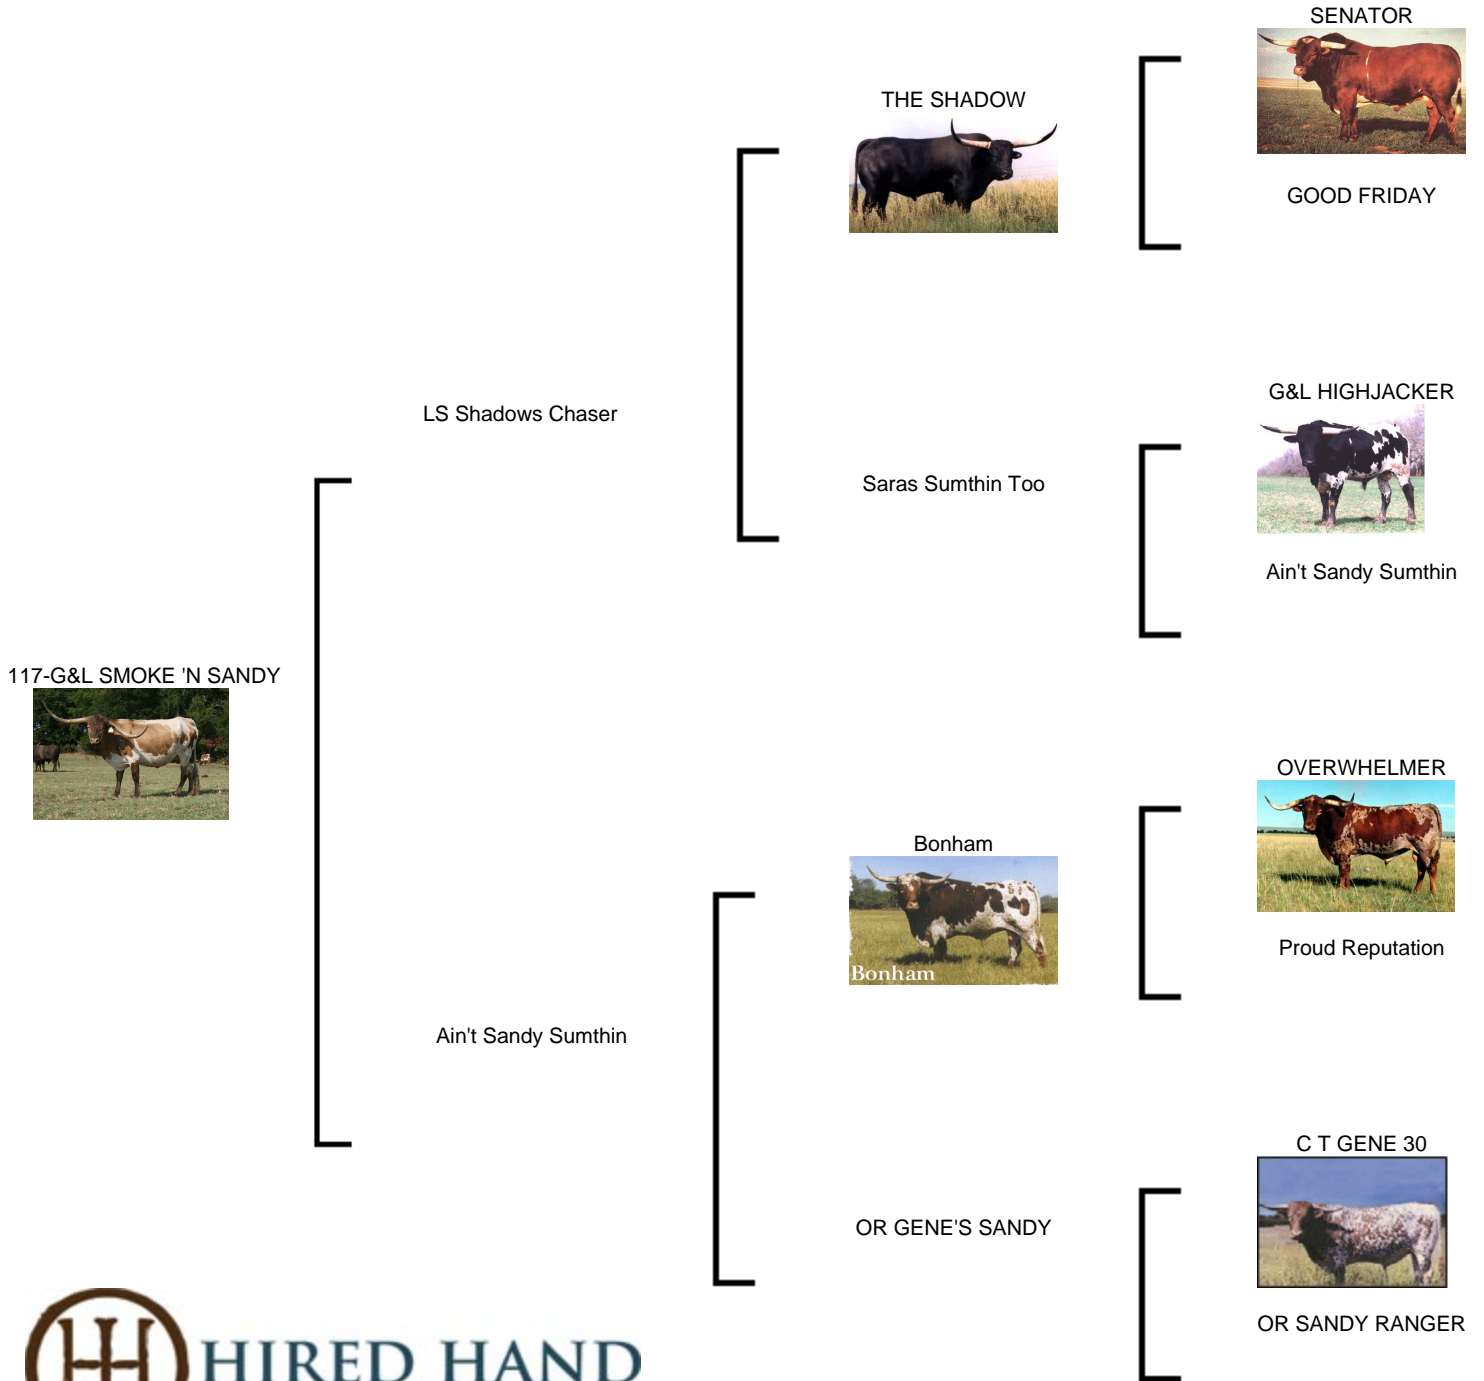 SENATOR
THE SHADOW
GOOD FRIDAY
G&L HIGHJACKER
LS Shadows Chaser
Saras Sumthin Too
Ain't Sandy Sumthin
117-G&L SMOKE 'N SANDY
OVERWHELMER
Bonham
Bonham
Proud Reputation
Ain't Sandy Sumthin
C T GENE 30
OR GENE'S SANDY
OR SANDY RANGER
HIRED HAND